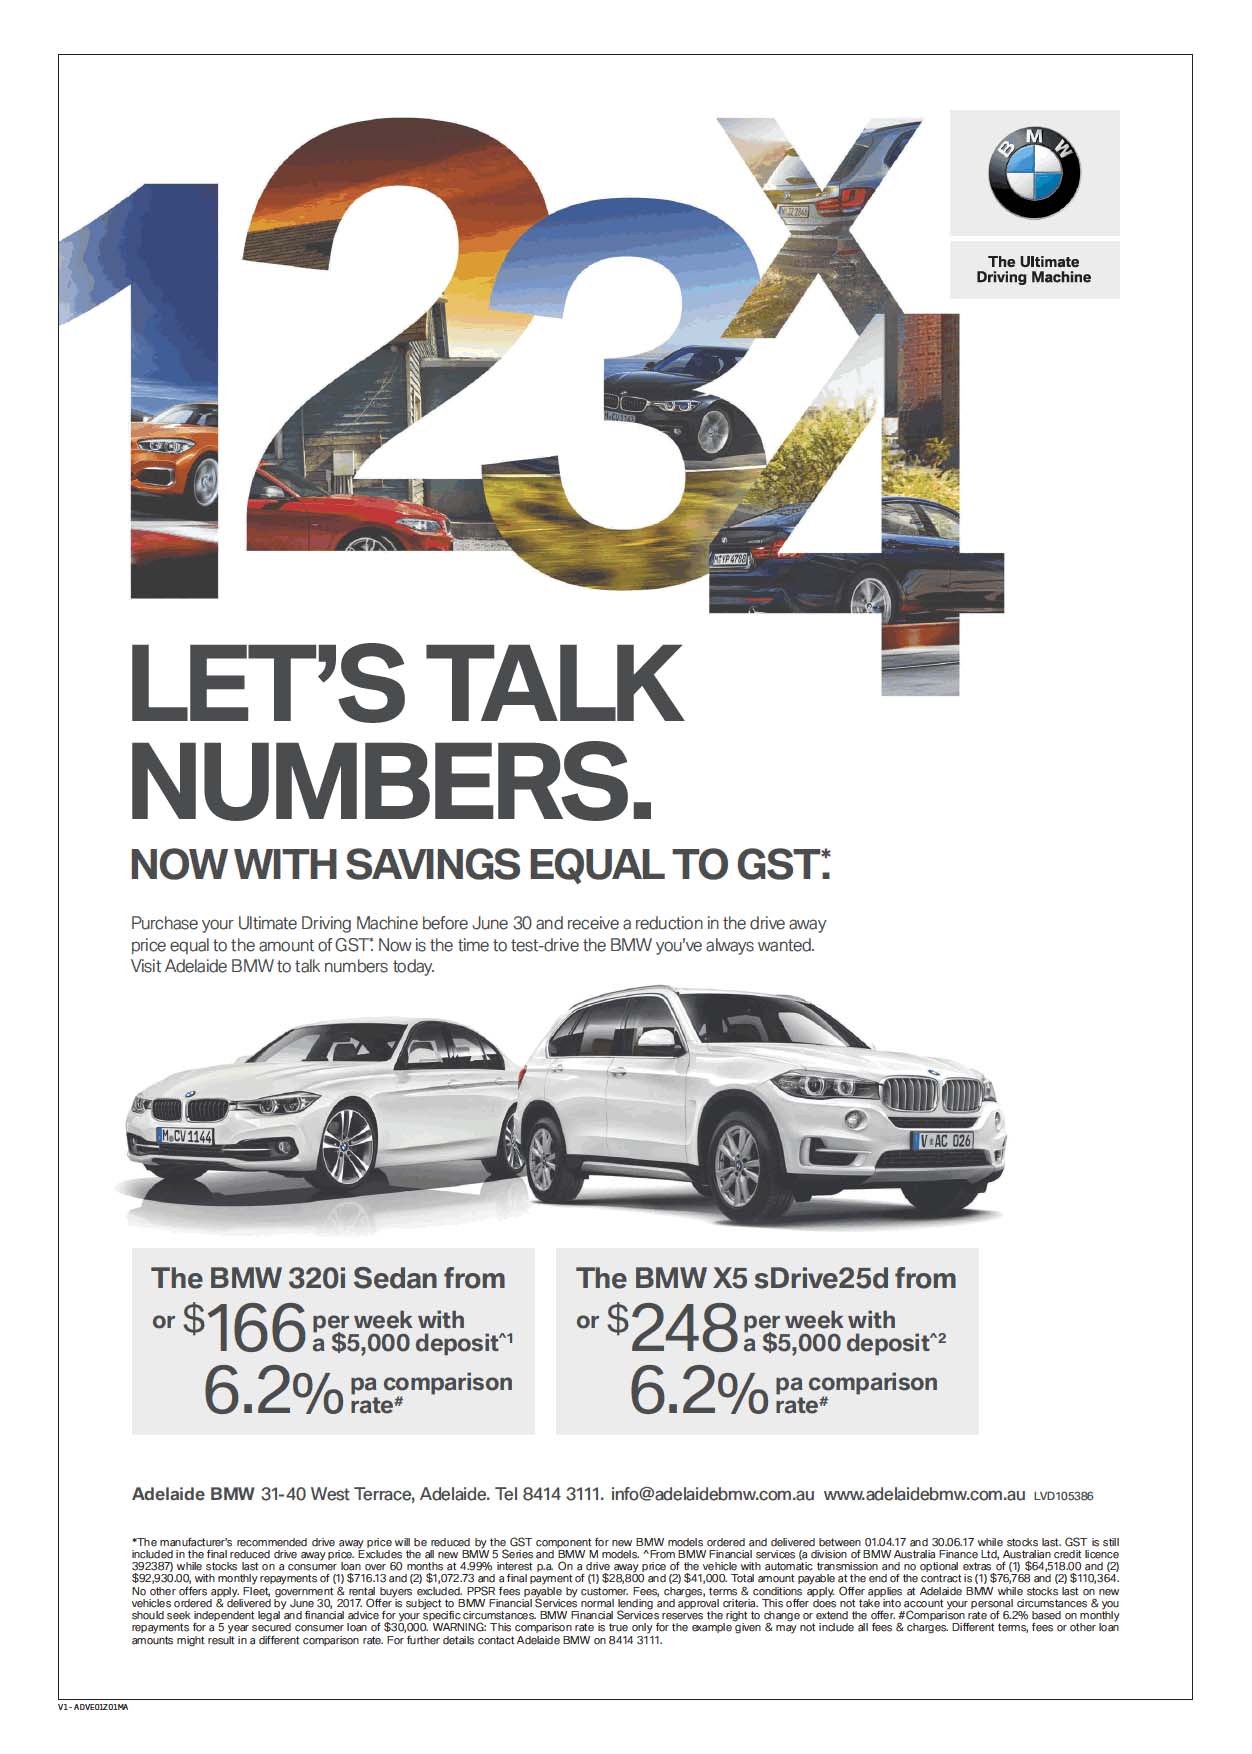 123x4
BMW
The Ultimate
Driving Machine
LET'S TALK
NUMBERS.
NOW WITH SAVINGS EQUAL TO GST.*
Purchase your Ultimate Driving Machine before June 30 and receive a reduction in the drive away
price equal to the amount of GST*. Now is the time to test-drive the BMW you've always wanted.
Visit Adelaide BMW to talk numbers today.
M CV 1144
V AC 026
The BMW 320i Sedan from
or $166 per week with
a $5,000 deposit^1
6.2% pa comparison
rate#
The BMW X5 sDrive25d from
or $248 per week with
a $5,000 deposit^2
6.2% pa comparison
rate#
Adelaide BMW 31-40 West Terrace, Adelaide. Tel 8414 3111. info@adelaidebmw.com.au www.adelaidebmw.com.au LVD105386
*The manufacturer's recommended drive away price will be reduced by the GST component for new BMW models ordered and delivered between 01.04.17 and 30.06.17 while stocks last. GST is still
included in the final reduced drive away price. Excludes the all new BMW 5 Series and BMW M models. ^From BMW Financial services (a division of BMW Australia Finance Ltd, Australian credit licence
392387) while stocks last on a consumer loan over 60 months at 4.99% interest p.a. On a drive away price of the vehicle with automatic transmission and no optional extras of (1) $64,518.00 and (2)
$92,930.00, with monthly repayments of (1) $716.13 and (2) $1,072.73 and a final payment of (1) $28,800 and (2) $41,000. Total amount payable at the end of the contract is (1) $76,768 and (2) $110,364.
No other offers apply. Fleet, government & rental buyers excluded. PPSR fees payable by customer. Fees, charges, terms & conditions apply. Offer applies at Adelaide BMW while stocks last on new
vehicles ordered & delivered by June 30, 2017. Offer is subject to BMW Financial Services normal lending and approval criteria. This offer does not take into account your personal circumstances & you
should seek independent legal and financial advice for your specific circumstances. BMW Financial Services reserves the right to change or extend the offer. #Comparison rate of 6.2% based on monthly
repayments for a 5 year secured consumer loan of $30,000. WARNING: This comparison rate is true only for the example given & may not include all fees & charges. Different terms, fees or other loan
amounts might result in a different comparison rate. For further details contact Adelaide BMW on 8414 3111.
V1 - ADVE01Z01MA